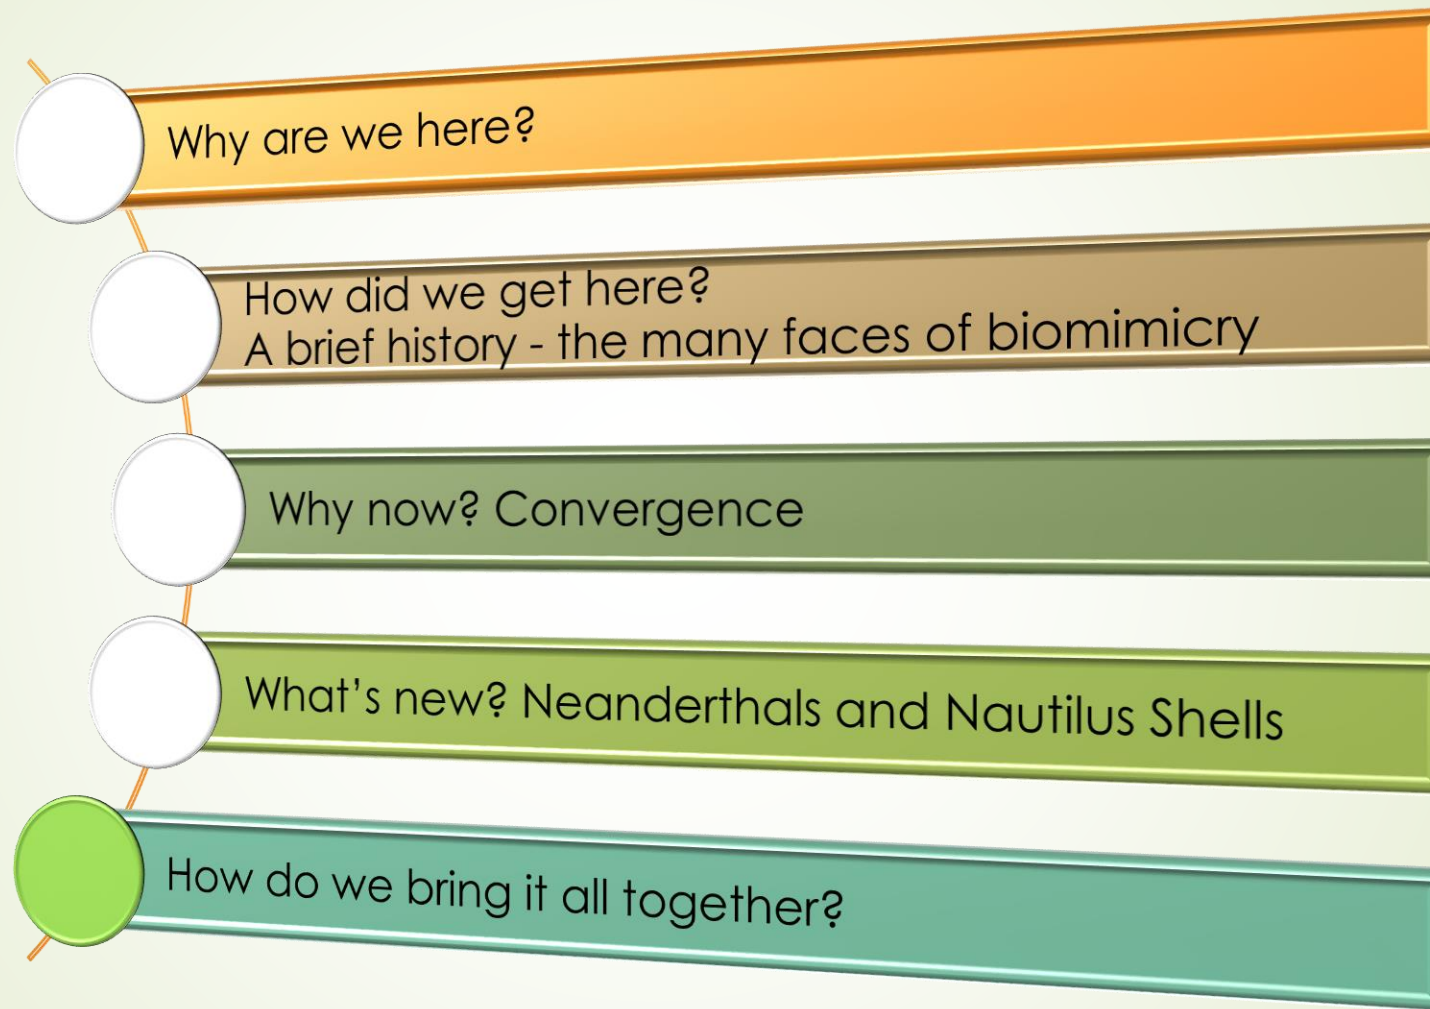 Why are we here?
How did we get here?
A brief history - the many faces of biomimicry
Why now? Convergence
What’s new? Neanderthals and Nautilus Shells
How do we bring it all together?